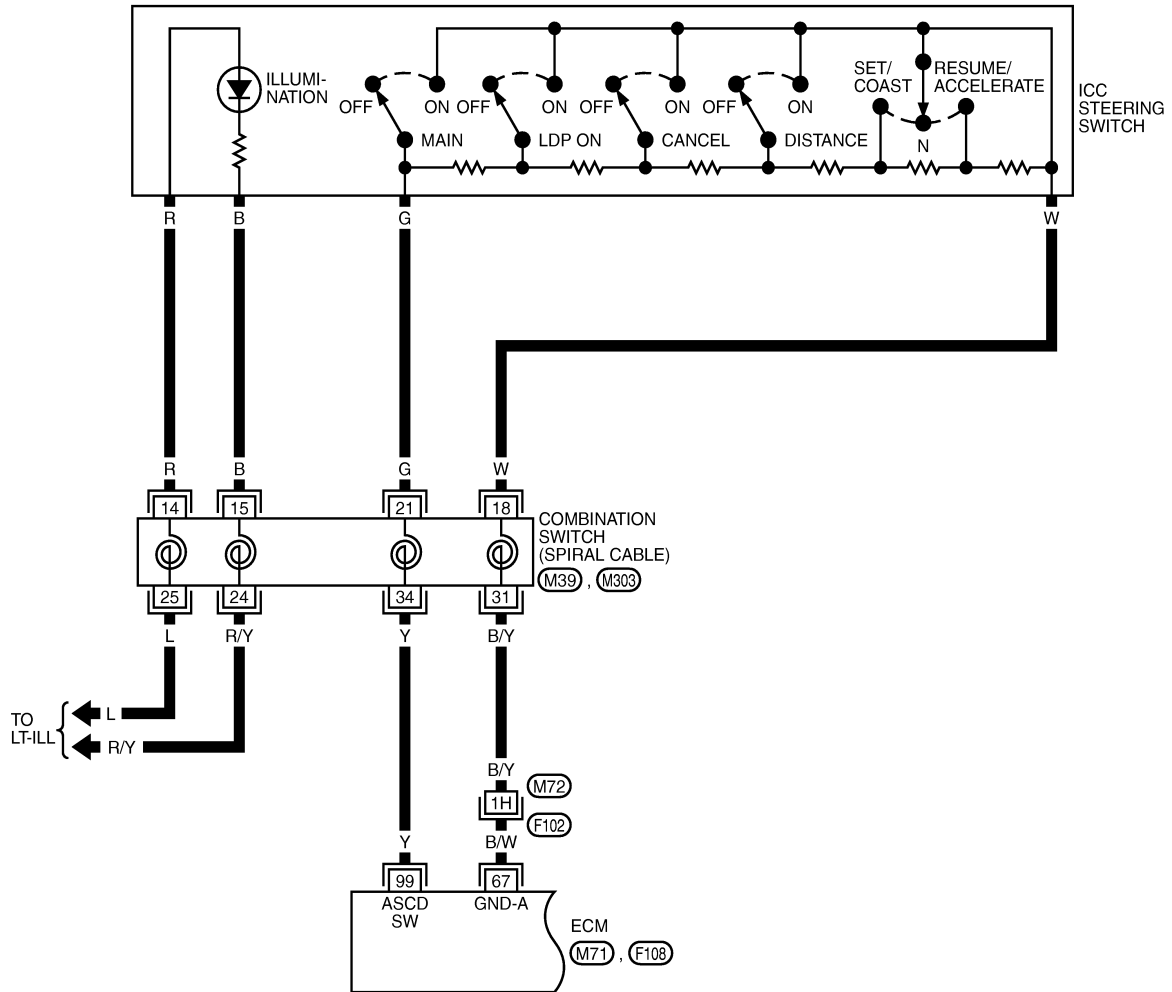 ILLUMI-
NATION
OFF
ON
MAIN
OFF
ON
LDP ON
OFF
ON
CANCEL
OFF
ON
DISTANCE
SET/
COAST
RESUME/
ACCELERATE
N
ICC
STEERING
SWITCH
R
B
G
W
R
B
G
W
14
15
21
18
COMBINATION
SWITCH
(SPIRAL CABLE)
M39 , M303
25
24
34
31
L
R/Y
Y
B/Y
TO
LT-ILL
L
R/Y
B/Y
M72
1H
F102
Y
B/W
99
67
ASCD
SW
GND-A
ECM
M71 , F108